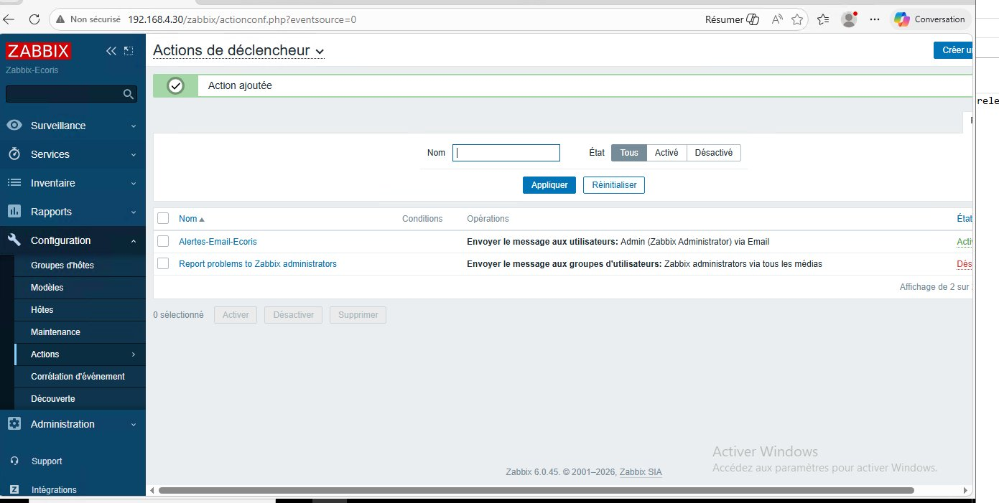 Non sécurisé 192.168.4.30/zabbix/actionconf.php?eventsource=0 Résumer Conversation
ZABBIX
Zabbix-Ecoris
Surveillance
Services
Inventaire
Rapports
Configuration
Groupes d'hôtes
Modèles
Hôtes
Maintenance
Actions
Corrélation d'événement
Découverte
Administration
Support
Intégrations
Actions de déclencheur
Créer un
Action ajoutée
Nom État Tous Activé Désactivé
Appliquer Réinitialiser
Nom Conditions Opérations État
Alertes-Email-Ecoris Envoyer le message aux utilisateurs: Admin (Zabbix Administrator) via Email Acti
Report problems to Zabbix administrators Envoyer le message aux groupes d'utilisateurs: Zabbix administrators via tous les médias Dés
Affichage de 2 sur
0 sélectionné Activer Désactiver Supprimer
Activer Windows
Accédez aux paramètres pour activer Windows.
Zabbix 6.0.45. © 2001–2026, Zabbix SIA
rele